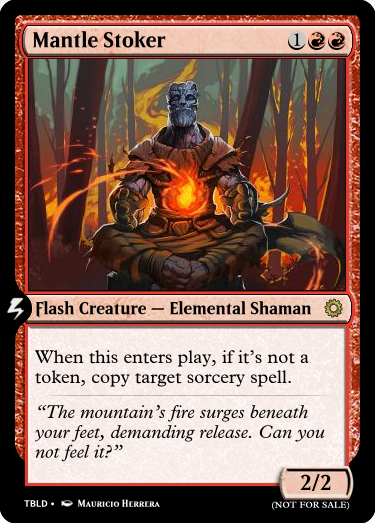 Mantle Stoker 1
Flash Creature — Elemental Shaman
When this enters play, if it's not a
token, copy target sorcery spell.
“The mountain's fire surges beneath
your feet, demanding release. Can you
not feel it?”
2/2
TBLD • Mauricio Herrera
(NOT FOR SALE)